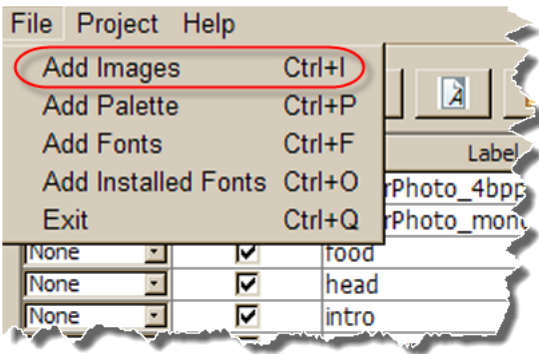 File Project Help
Add Images Ctrl+I
Add Palette Ctrl+P
Add Fonts Ctrl+F
Label
Add Installed Fonts Ctrl+O
rPhoto_4bpp
Exit Ctrl+Q
None food
None head
None intro